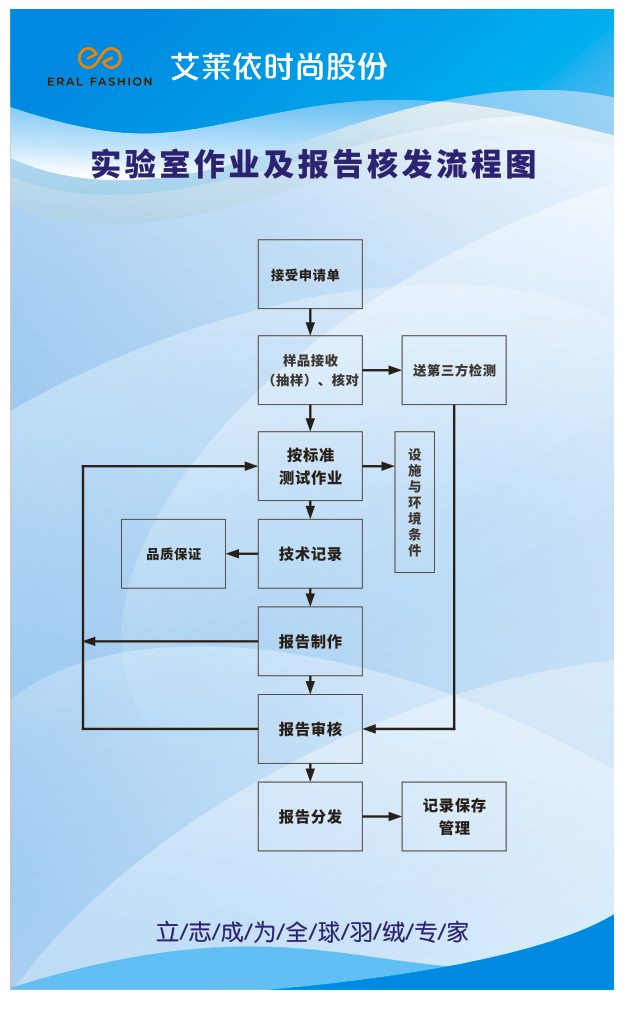 ERAL FASHION
艾莱依时尚股份
实验室作业及报告核发流程图
接受申请单
样品接收
（抽样）、核对
送第三方检测
按标准
测试作业
设施与环境条件
品质保证
技术记录
报告制作
报告审核
报告分发
记录保存
管理
立/志/成/为/全/球/羽/绒/专/家